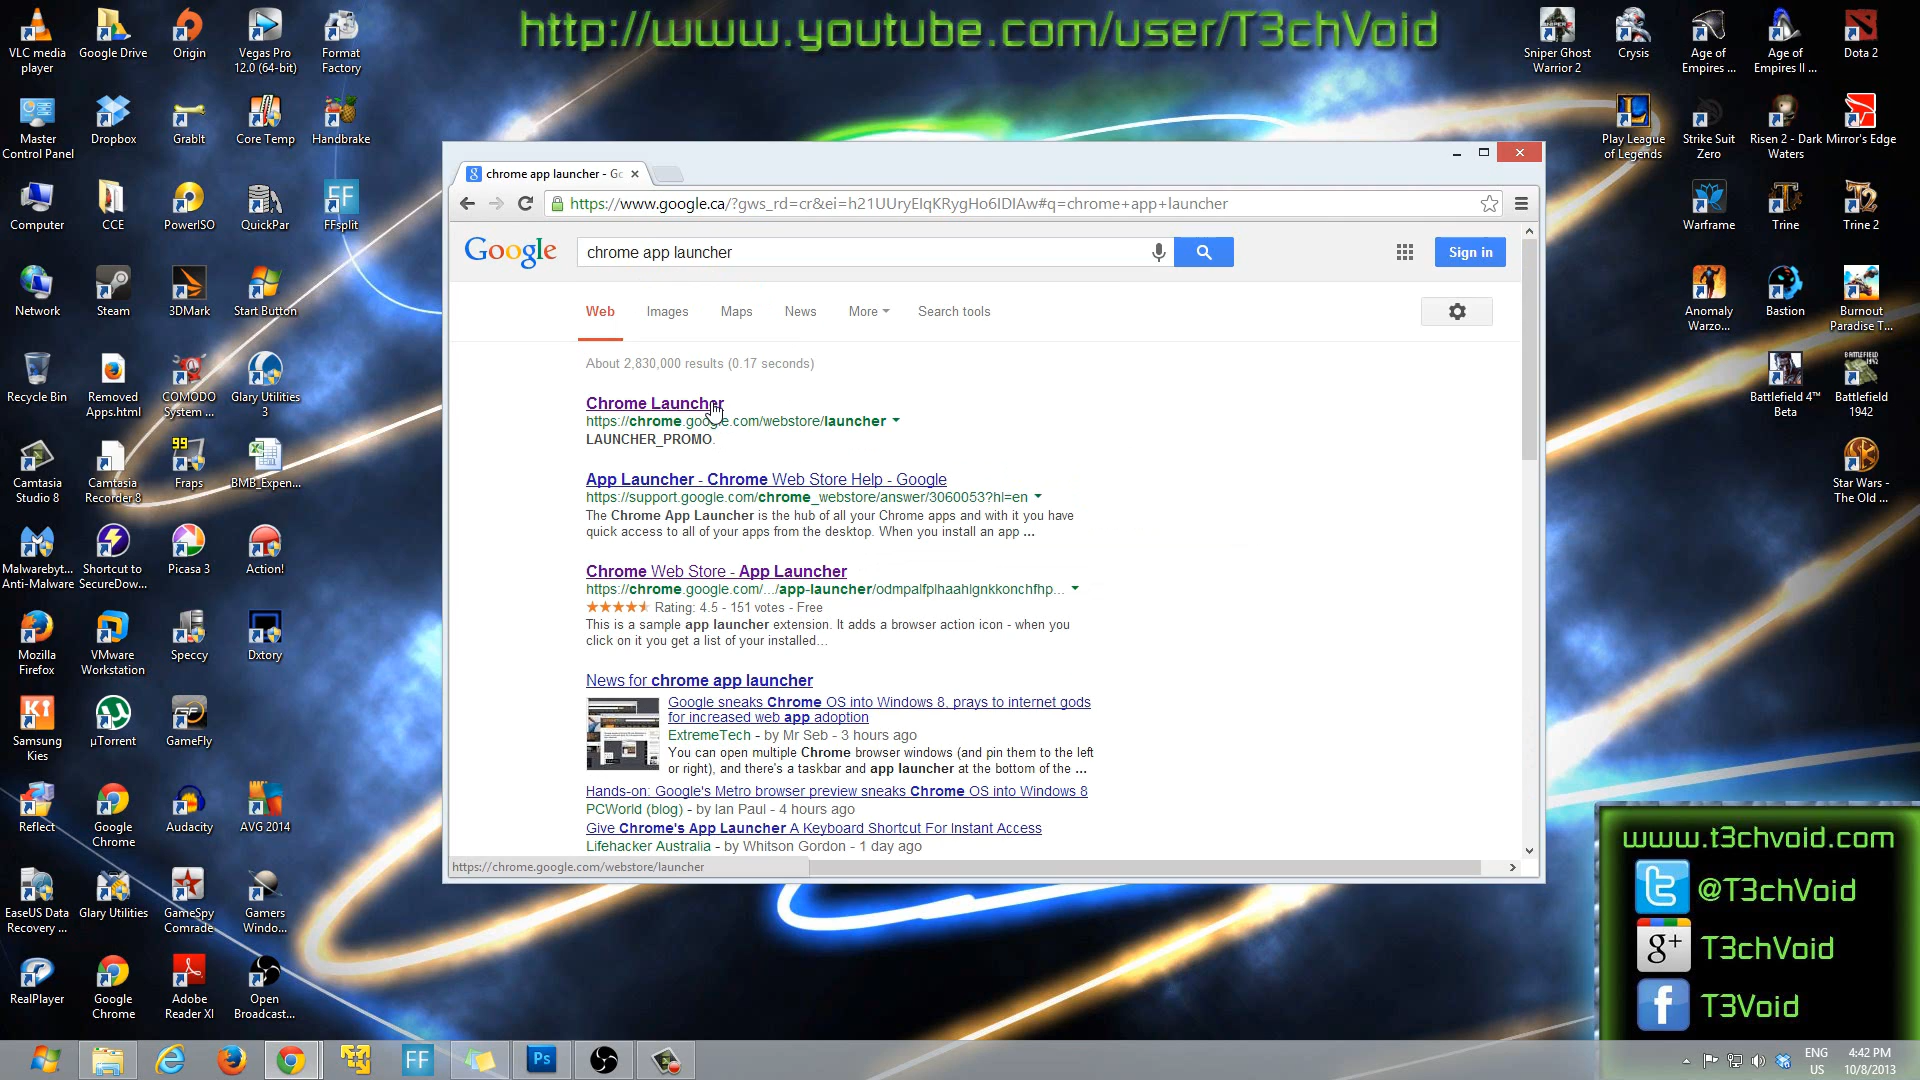 http://www.youtube.com/user/T3chVoid
VLC media player
Google Drive
Origin
Vegas Pro 12.0 (64-bit)
Format Factory
Master Control Panel
Dropbox
GrabIt
Core Temp
Handbrake
Computer
CCE
PowerISO
QuickPar
FFsplit
Network
Steam
3DMark
Start Button
Recycle Bin
Removed Apps.html
COMODO System ...
Glary Utilities 3
Camtasia Studio 8
Camtasia Recorder 8
99
Fraps
BMB_Expen...
Malwarebyt... Anti-Malware
Shortcut to SecureDow...
Picasa 3
Action!
Mozilla Firefox
VMware Workstation
Speccy
Dxtory
Samsung Kies
µTorrent
GameFly
Reflect
Google Chrome
Audacity
AVG 2014
EaseUS Data Recovery ...
Glary Utilities
GameSpy Comrade
Gamers Windo...
RealPlayer
Google Chrome
Adobe Reader XI
Open Broadcast...
chrome app launcher - Go
https://www.google.ca/?gws_rd=cr&ei=h21UUryEIqKRygHo6IDIAw#q=chrome+app+launcher
Google
chrome app launcher
Sign in
Web
Images
Maps
News
More
Search tools
About 2,830,000 results (0.17 seconds)
Chrome Launcher
https://chrome.google.com/webstore/launcher
LAUNCHER_PROMO.
App Launcher - Chrome Web Store Help - Google
https://support.google.com/chrome_webstore/answer/3060053?hl=en
The Chrome App Launcher is the hub of all your Chrome apps and with it you have
quick access to all of your apps from the desktop. When you install an app ...
Chrome Web Store - App Launcher
https://chrome.google.com/.../app-launcher/odmpalfplhaahlgnkkonchfhp...
Rating: 4.5 - 151 votes - Free
This is a sample app launcher extension. It adds a browser action icon - when you
click on it you get a list of your installed...
News for chrome app launcher
Google sneaks Chrome OS into Windows 8, prays to internet gods
for increased web app adoption
ExtremeTech - by Mr Seb - 3 hours ago
You can open multiple Chrome browser windows (and pin them to the left
or right), and there's a taskbar and app launcher at the bottom of the ...
Hands-on: Google's Metro browser preview sneaks Chrome OS into Windows 8
PCWorld (blog) - by Ian Paul - 4 hours ago
Give Chrome's App Launcher A Keyboard Shortcut For Instant Access
Lifehacker Australia - by Whitson Gordon - 1 day ago
https://chrome.google.com/webstore/launcher
Sniper Ghost Warrior 2
Crysis
Age of Empires ...
Age of Empires II ...
Dota 2
Play League of Legends
Strike Suit Zero
Risen 2 - Dark Waters
Mirror's Edge
Warframe
Trine
Trine 2
Anomaly Warzo...
Bastion
Burnout Paradise T...
Battlefield 4™ Beta
Battlefield 1942
Star Wars - The Old ...
www.t3chvoid.com
@T3chVoid
T3chVoid
T3Void
FF
Ps
ENG
US
4:42 PM
10/8/2013